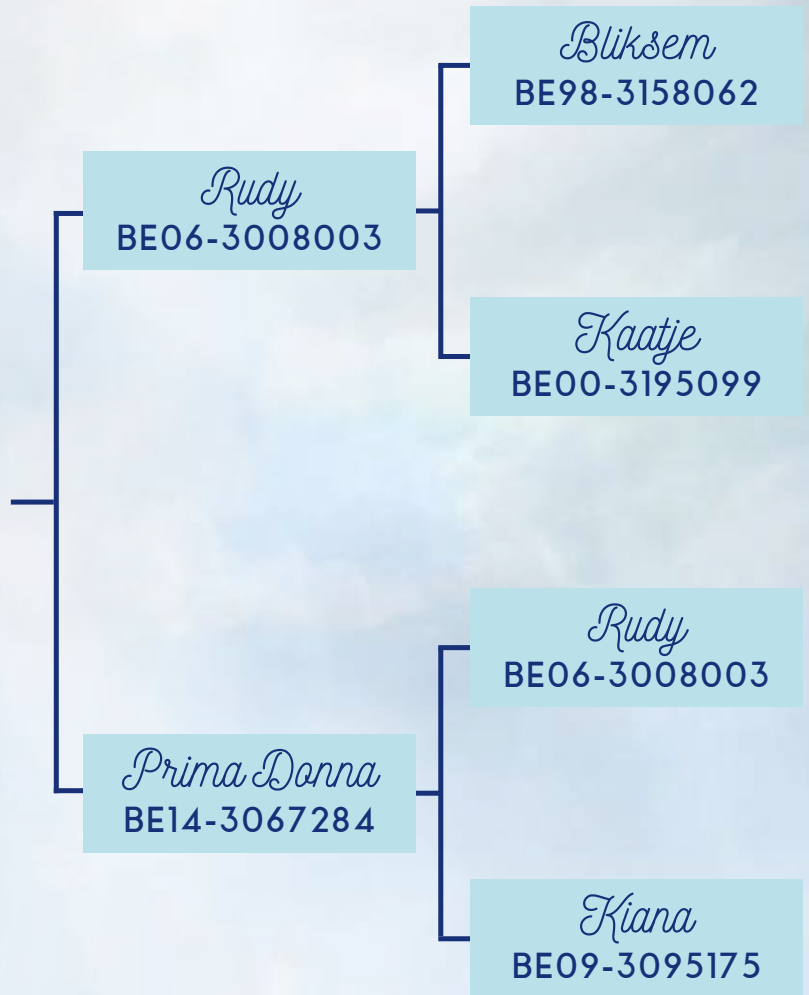 Bliksem
BE98-3158062
Rudy
BE06-3008003
Kaatje
BE00-3195099
Rudy
BE06-3008003
Prima Donna
BE14-3067284
Kiana
BE09-3095175